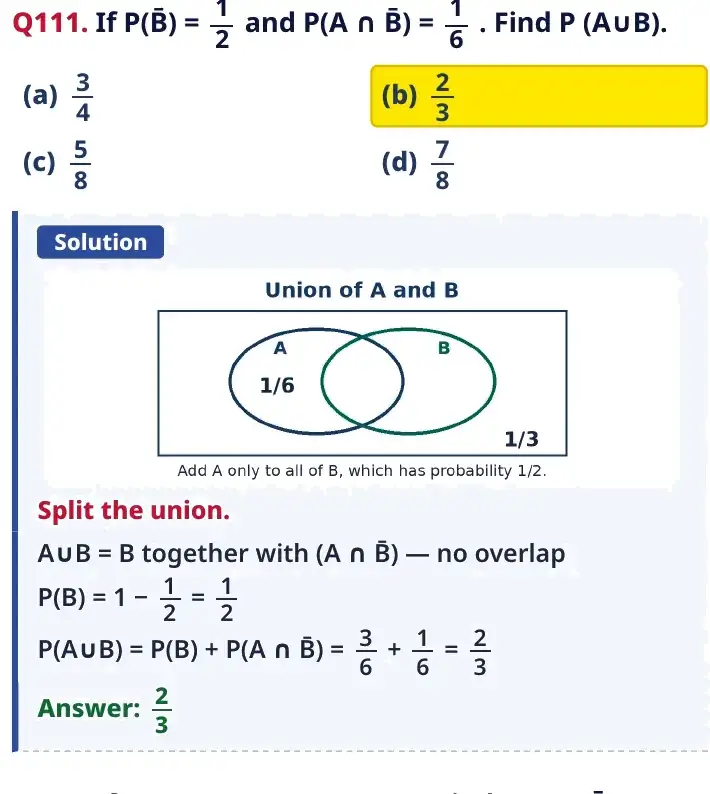 Q111. If P(B̄) = 1/2 and P(A ∩ B̄) = 1/6 . Find P (A∪B).
(a) 3/4
(b) 2/3
(c) 5/8
(d) 7/8
Solution
Union of A and B
A
B
1/6
1/3
Add A only to all of B, which has probability 1/2.
Split the union.
A∪B = B together with (A ∩ B̄) — no overlap
P(B) = 1 − 1/2 = 1/2
P(A∪B) = P(B) + P(A ∩ B̄) = 3/6 + 1/6 = 2/3
Answer: 2/3